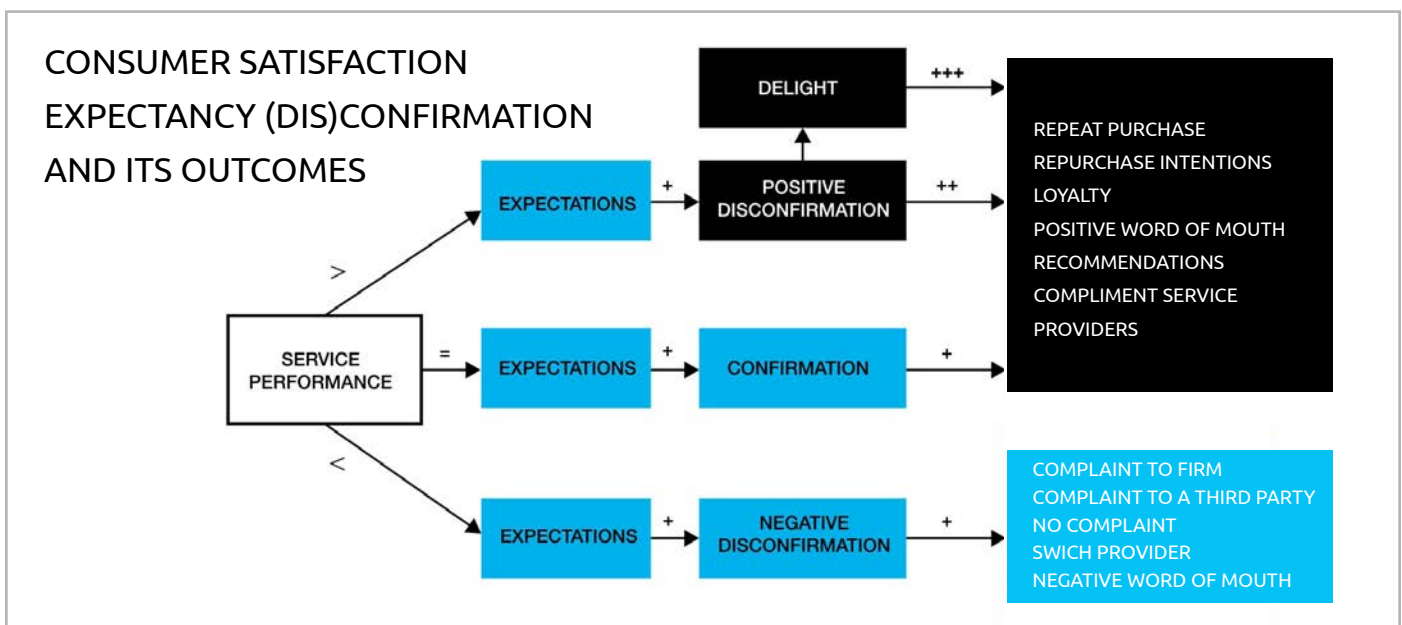 CONSUMER SATISFACTION
EXPECTANCY (DIS)CONFIRMATION
AND ITS OUTCOMES
DELIGHT
+++
>
EXPECTATIONS
+
POSITIVE
DISCONFIRMATION
++
SERVICE
PERFORMANCE
=
EXPECTATIONS
+
CONFIRMATION
+
<
EXPECTATIONS
+
NEGATIVE
DISCONFIRMATION
+
REPEAT PURCHASE
REPURCHASE INTENTIONS
LOYALTY
POSITIVE WORD OF MOUTH
RECOMMENDATIONS
COMPLIMENT SERVICE
PROVIDERS
COMPLAINT TO FIRM
COMPLAINT TO A THIRD PARTY
NO COMPLAINT
SWICH PROVIDER
NEGATIVE WORD OF MOUTH